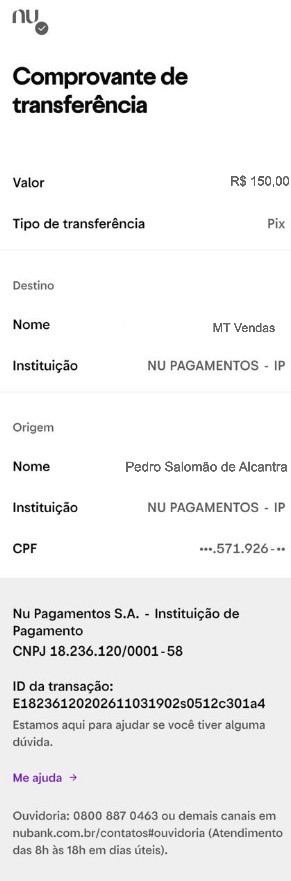 nu
Comprovante de
transferência
Valor R$ 150,00
Tipo de transferência Pix
Destino
Nome MT Vendas
Instituição NU PAGAMENTOS - IP
Origem
Nome Pedro Salomão de Alcantra
Instituição NU PAGAMENTOS - IP
CPF •••.571.926-••
Nu Pagamentos S.A. - Instituição de
Pagamento
CNPJ 18.236.120/0001-58
ID da transação:
E18236120202611031902s0512c301a4
Estamos aqui para ajudar se você tiver alguma
dúvida.
Me ajuda →
Ouvidoria: 0800 887 0463 ou demais canais em
nubank.com.br/contatos#ouvidoria (Atendimento
das 8h às 18h em dias úteis).